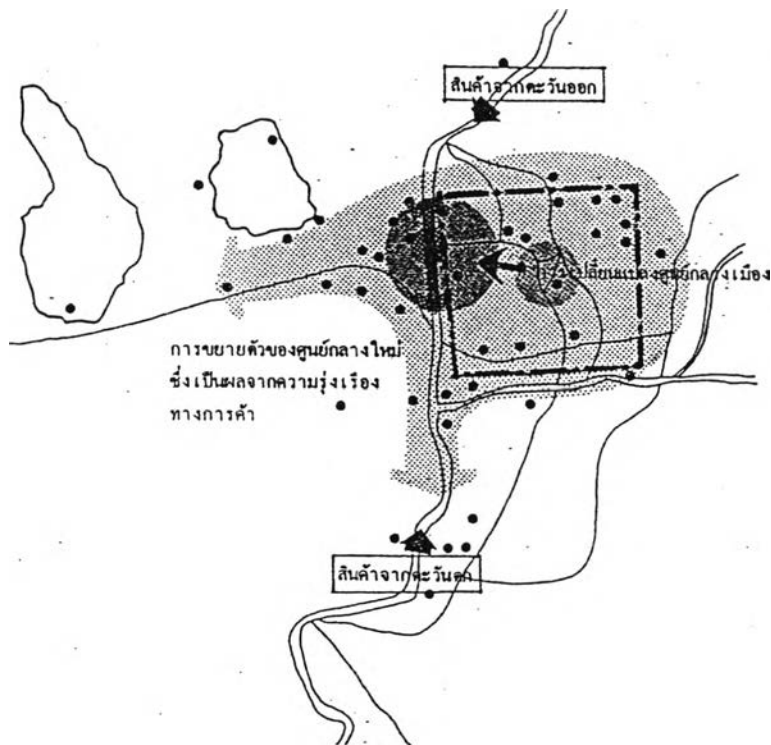 สินค้าจากตะวันออก
การเปลี่ยนแปลงศูนย์กลางเมือง
การขยายตัวของศูนย์กลางใหม่
ซึ่งเป็นผลจากความรุ่งเรือง
ทางการค้า
สินค้าจากตะวันตก